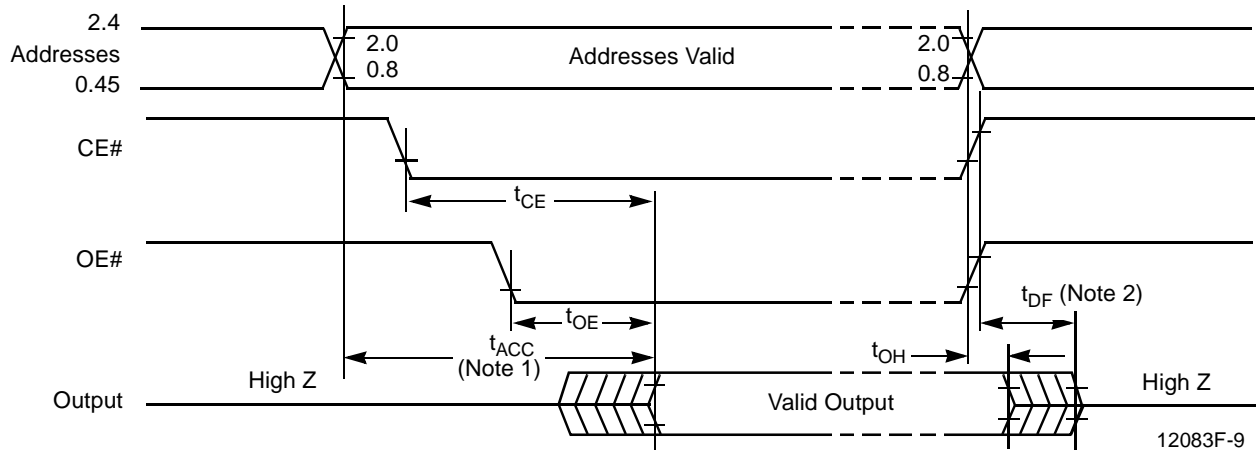 2.4
Addresses
0.45
2.0
0.8
Addresses Valid
2.0
0.8
CE#
tCE
OE#
tOE
tDF (Note 2)
tACC
(Note 1)
tOH
High Z
Output
Valid Output
High Z
12083F-9